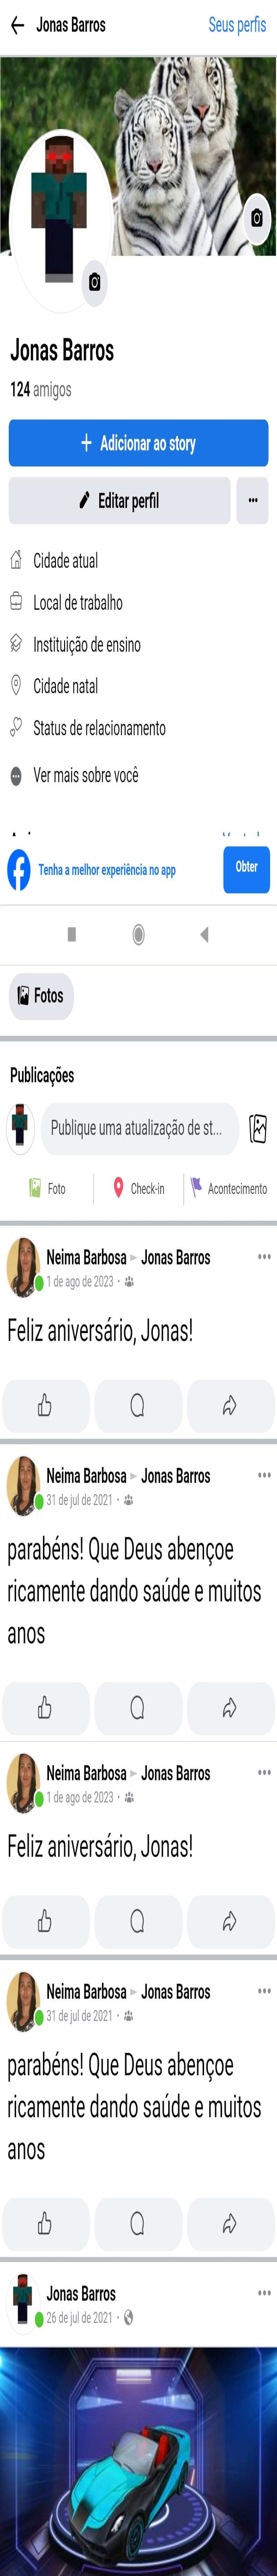 Jonas Barros
Seus perfis
Jonas Barros
124 amigos
+ Adicionar ao story
Editar perfil
Cidade atual
Local de trabalho
Instituição de ensino
Cidade natal
Status de relacionamento
Ver mais sobre você
Tenha a melhor experiência no app
Obter
Fotos
Publicações
Publique uma atualização de st...
Foto
Check-in
Acontecimento
Neima Barbosa ▸ Jonas Barros
1 de ago de 2023 ·
Feliz aniversário, Jonas!
Neima Barbosa ▸ Jonas Barros
31 de jul de 2021 ·
parabéns! Que Deus abençoe
ricamente dando saúde e muitos
anos
Neima Barbosa ▸ Jonas Barros
1 de ago de 2023 ·
Feliz aniversário, Jonas!
Neima Barbosa ▸ Jonas Barros
31 de jul de 2021 ·
parabéns! Que Deus abençoe
ricamente dando saúde e muitos
anos
Jonas Barros
26 de jul de 2021 ·